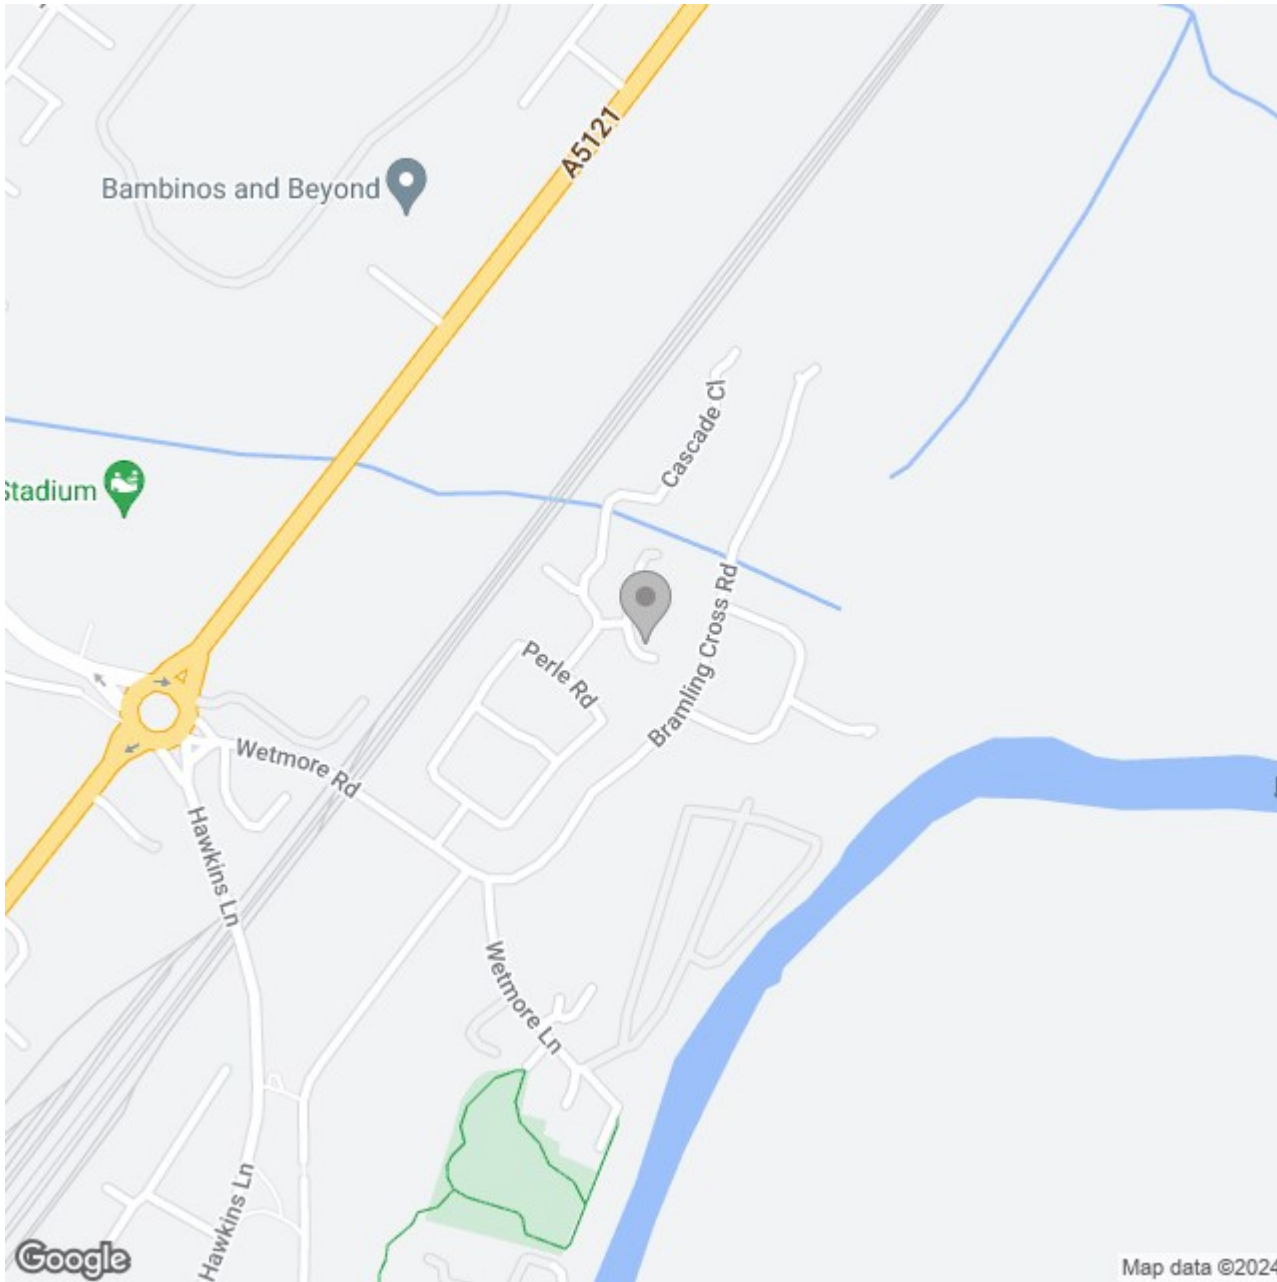 A5121
Bambinos and Beyond
Cascade Cl
Stadium
Bramling Cross Rd
Perle Rd
Wetmore Rd
Hawkins Ln
Wetmore Ln
Hawkins Ln
Google
Map data ©2024